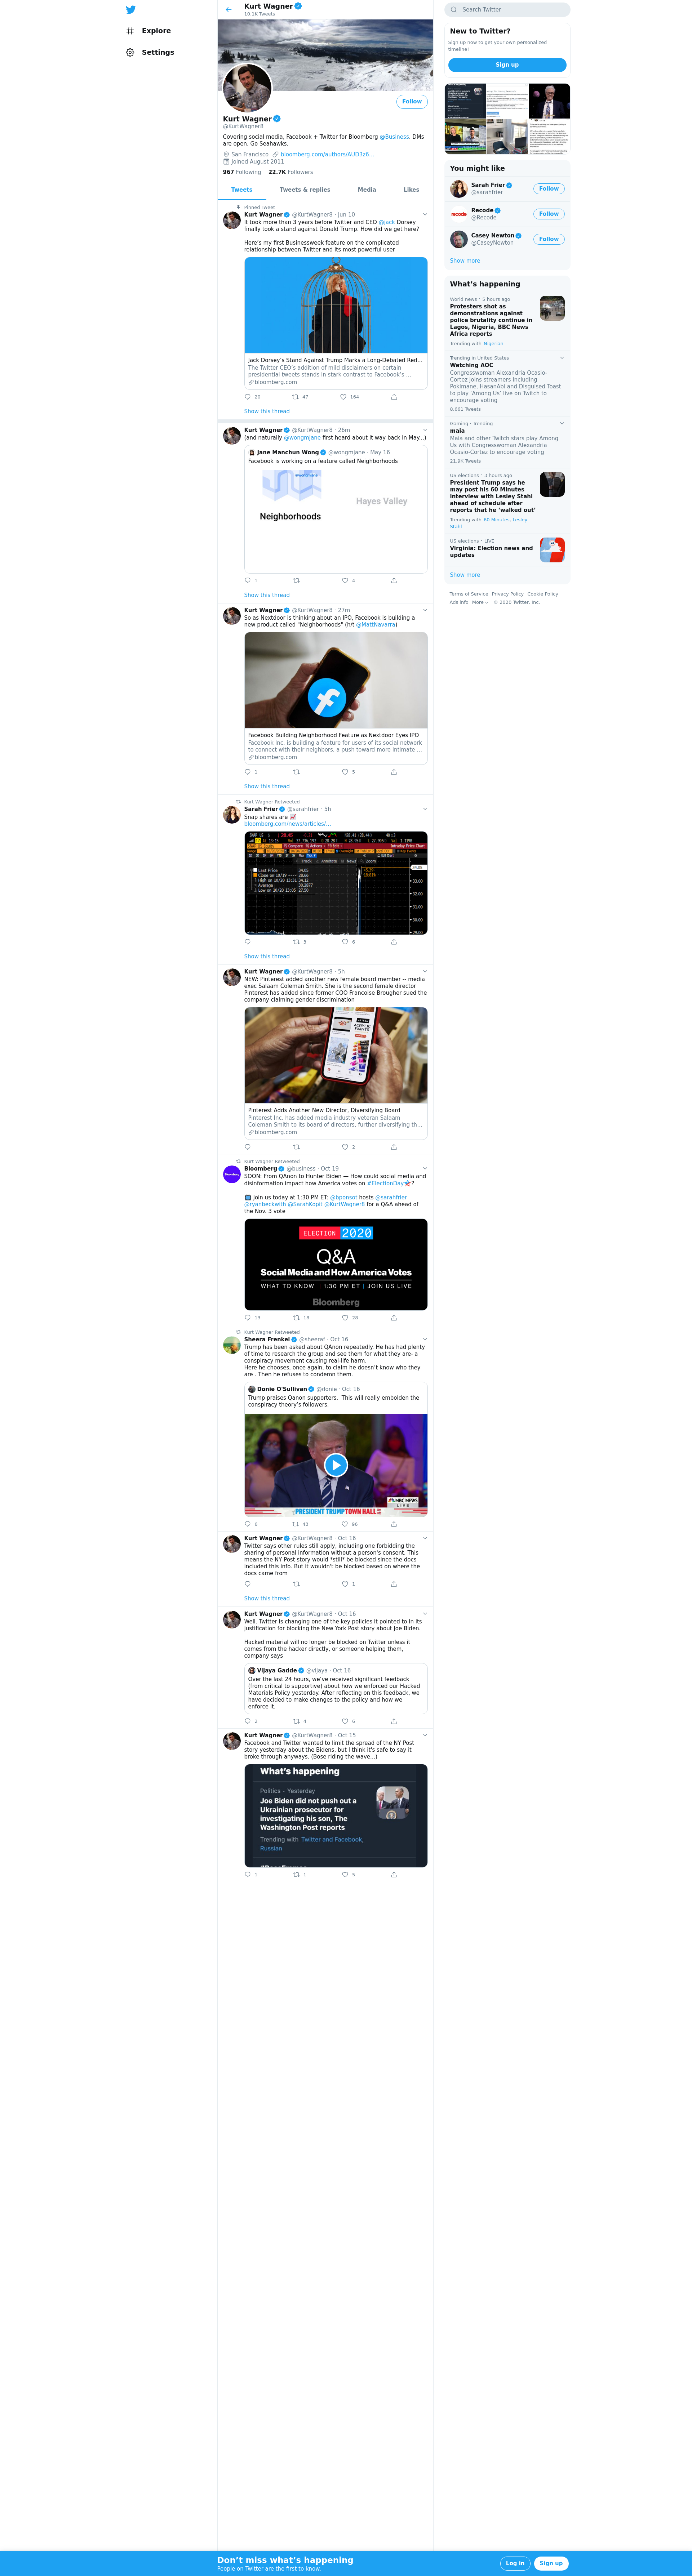 Explore
Settings
Kurt Wagner
10.1K Tweets
Follow
Kurt Wagner
@KurtWagner8
Covering social media, Facebook + Twitter for Bloomberg @Business. DMs
are open. Go Seahawks.
San Francisco bloomberg.com/authors/AUD3z6...
Joined August 2011
967 Following 22.7K Followers
Tweets Tweets & replies Media Likes
Pinned Tweet
Kurt Wagner @KurtWagner8 · Jun 10
It took more than 3 years before Twitter and CEO @jack Dorsey
finally took a stand against Donald Trump. How did we get here?
Here's my first Businessweek feature on the complicated
relationship between Twitter and its most powerful user
Jack Dorsey's Stand Against Trump Marks a Long-Debated Red...
The Twitter CEO's addition of mild disclaimers on certain
presidential tweets stands in stark contrast to Facebook's ...
bloomberg.com
20 47 164
Show this thread
Kurt Wagner @KurtWagner8 · 26m
(and naturally @wongmjane first heard about it way back in May...)
Jane Manchun Wong @wongmjane · May 16
Facebook is working on a feature called Neighborhoods
Neighborhoods
Hayes Valley
1 4
Show this thread
Kurt Wagner @KurtWagner8 · 27m
So as Nextdoor is thinking about an IPO, Facebook is building a
new product called "Neighborhoods" (h/t @MattNavarra)
Facebook Building Neighborhood Feature as Nextdoor Eyes IPO
Facebook Inc. is building a feature for users of its social network
to connect with their neighbors, a push toward more intimate ...
bloomberg.com
1 5
Show this thread
Kurt Wagner Retweeted
Sarah Frier @sarahfrier · 5h
Snap shares are
bloomberg.com/news/articles/...
3 6
Show this thread
Kurt Wagner @KurtWagner8 · 5h
NEW: Pinterest added another new female board member -- media
exec Salaam Coleman Smith. She is the second female director
Pinterest has added since former COO Francoise Brougher sued the
company claiming gender discrimination
Pinterest Adds Another New Director, Diversifying Board
Pinterest Inc. has added media industry veteran Salaam
Coleman Smith to its board of directors, further diversifying th...
bloomberg.com
2
Kurt Wagner Retweeted
Bloomberg @business · Oct 19
SOON: From QAnon to Hunter Biden — How could social media and
disinformation impact how America votes on #ElectionDay?
Join us today at 1:30 PM ET: @bponsot hosts @sarahfrier
@ryanbeckwith @SarahKopit @KurtWagner8 for a Q&A ahead of
the Nov. 3 vote
ELECTION 2020
Q&A
Social Media and How America Votes
WHAT TO KNOW | 1:30 PM ET | JOIN US LIVE
Bloomberg
13 18 28
Kurt Wagner Retweeted
Sheera Frenkel @sheeraf · Oct 16
Trump has been asked about QAnon repeatedly. He has had plenty
of time to research the group and see them for what they are- a
conspiracy movement causing real-life harm.
Here he chooses, once again, to claim he doesn't know who they
are . Then he refuses to condemn them.
Donie O'Sullivan @donie · Oct 16
Trump praises Qanon supporters. This will really embolden the
conspiracy theory's followers.
NBC NEWS
LIVE
PRESIDENT TRUMP TOWN HALL
6 43 96
Kurt Wagner @KurtWagner8 · Oct 16
Twitter says other rules still apply, including one forbidding the
sharing of personal information without a person's consent. This
means the NY Post story would *still* be blocked since the docs
included this info. But it wouldn't be blocked based on where the
docs came from
1
Show this thread
Kurt Wagner @KurtWagner8 · Oct 16
Well. Twitter is changing one of the key policies it pointed to in its
justification for blocking the New York Post story about Joe Biden.
Hacked material will no longer be blocked on Twitter unless it
comes from the hacker directly, or someone helping them,
company says
Vijaya Gadde @vijaya · Oct 16
Over the last 24 hours, we've received significant feedback
(from critical to supportive) about how we enforced our Hacked
Materials Policy yesterday. After reflecting on this feedback, we
have decided to make changes to the policy and how we
enforce it.
2 4 6
Kurt Wagner @KurtWagner8 · Oct 15
Facebook and Twitter wanted to limit the spread of the NY Post
story yesterday about the Bidens, but I think it's safe to say it
broke through anyways. (Bose riding the wave...)
What's happening
Politics · Yesterday
Joe Biden did not push out a
Ukrainian prosecutor for
investigating his son, The
Washington Post reports
Trending with Twitter and Facebook,
Russian
1 1 5
Search Twitter
New to Twitter?
Sign up now to get your own personalized
timeline!
Sign up
You might like
Sarah Frier
@sarahfrier
Follow
Recode
@Recode
Follow
Casey Newton
@CaseyNewton
Follow
Show more
What's happening
World news · 5 hours ago
Protesters shot as
demonstrations against
police brutality continue in
Lagos, Nigeria, BBC News
Africa reports
Trending with Nigerian
Trending in United States
Watching AOC
Congresswoman Alexandria Ocasio-
Cortez joins streamers including
Pokimane, HasanAbi and Disguised Toast
to play 'Among Us' live on Twitch to
encourage voting
9,661 Tweets
Gaming · Trending
maia
Maia and other Twitch stars play Among
Us with Congresswoman Alexandria
Ocasio-Cortez to encourage voting
21.9K Tweets
US elections · 3 hours ago
President Trump says he
may post his 60 Minutes
interview with Lesley Stahl
ahead of schedule after
reports that he 'walked out'
Trending with 60 Minutes, Lesley
Stahl
US elections · LIVE
Virginia: Election news and
updates
Show more
Terms of Service Privacy Policy Cookie Policy
Ads info More © 2020 Twitter, Inc.
Don't miss what's happening
People on Twitter are the first to know.
Log in Sign up